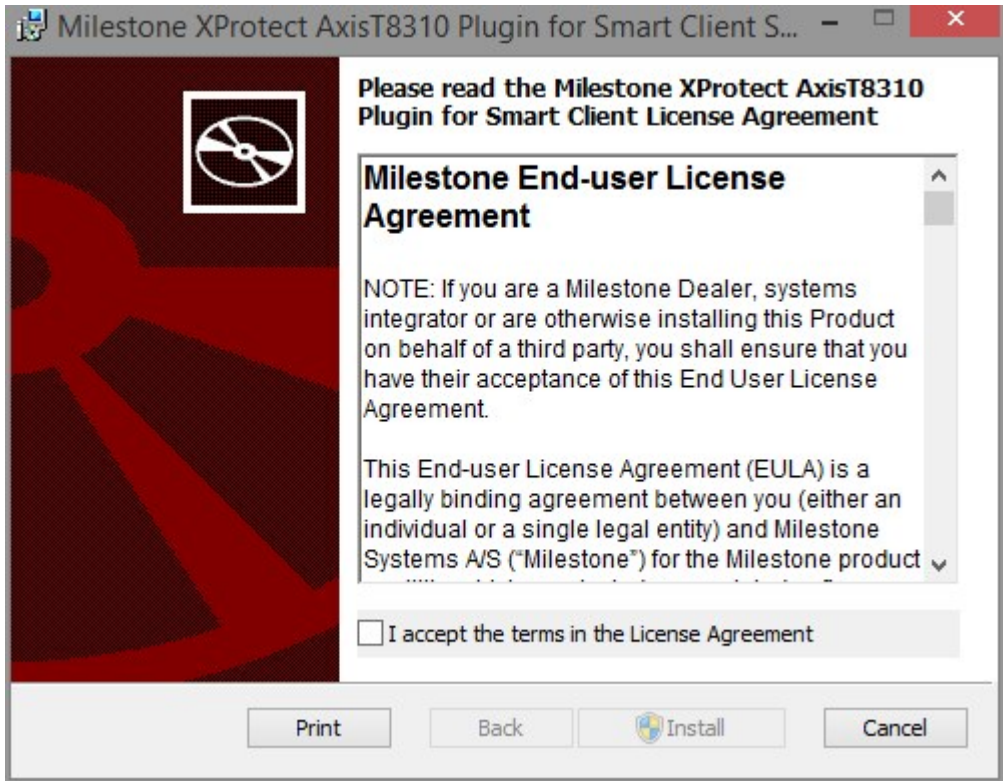 Milestone XProtect AxisT8310 Plugin for Smart Client S...
Please read the Milestone XProtect AxisT8310
Plugin for Smart Client License Agreement
Milestone End-user License
Agreement
NOTE: If you are a Milestone Dealer, systems
integrator or are otherwise installing this Product
on behalf of a third party, you shall ensure that you
have their acceptance of this End User License
Agreement.
This End-user License Agreement (EULA) is a
legally binding agreement between you (either an
individual or a single legal entity) and Milestone
Systems A/S (“Milestone”) for the Milestone product
I accept the terms in the License Agreement
Print Back Install Cancel